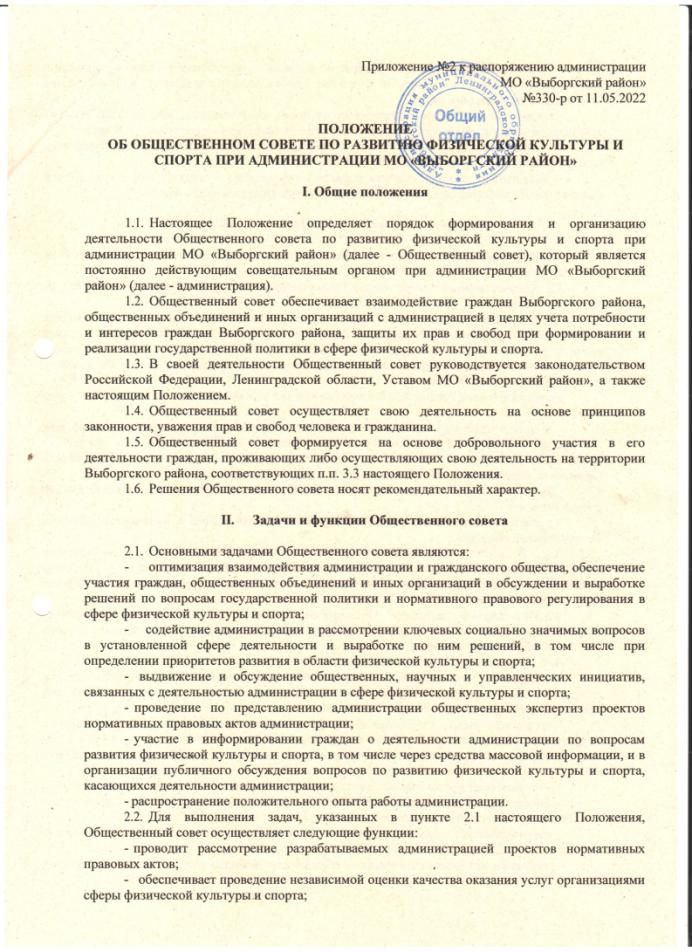 Приложение №2 к распоряжению администрации
МО «Выборгский район»
№330-р от 11.05.2022
Общий
отдел
ПОЛОЖЕНИЕ
ОБ ОБЩЕСТВЕННОМ СОВЕТЕ ПО РАЗВИТИЮ ФИЗИЧЕСКОЙ КУЛЬТУРЫ И
СПОРТА ПРИ АДМИНИСТРАЦИИ МО «ВЫБОРГСКИЙ РАЙОН»
I. Общие положения
1.1. Настоящее Положение определяет порядок формирования и организацию
деятельности Общественного совета по развитию физической культуры и спорта при
администрации МО «Выборгский район» (далее - Общественный совет), который является
постоянно действующим совещательным органом при администрации МО «Выборгский
район» (далее - администрация).
1.2. Общественный совет обеспечивает взаимодействие граждан Выборгского района,
общественных объединений и иных организаций с администрацией в целях учета потребности
и интересов граждан Выборгского района, защиты их прав и свобод при формировании и
реализации государственной политики в сфере физической культуры и спорта.
1.3. В своей деятельности Общественный совет руководствуется законодательством
Российской Федерации, Ленинградской области, Уставом МО «Выборгский район», а также
настоящим Положением.
1.4. Общественный совет осуществляет свою деятельность на основе принципов
законности, уважения прав и свобод человека и гражданина.
1.5. Общественный совет формируется на основе добровольного участия в его
деятельности граждан, проживающих либо осуществляющих свою деятельность на территории
Выборгского района, соответствующих п.п. 3.3 настоящего Положения.
1.6. Решения Общественного совета носят рекомендательный характер.
II. Задачи и функции Общественного совета
2.1. Основными задачами Общественного совета являются:
- оптимизация взаимодействия администрации и гражданского общества, обеспечение
участия граждан, общественных объединений и иных организаций в обсуждении и выработке
решений по вопросам государственной политики и нормативного правового регулирования в
сфере физической культуры и спорта;
- содействие администрации в рассмотрении ключевых социально значимых вопросов
в установленной сфере деятельности и выработке по ним решений, в том числе при
определении приоритетов развития в области физической культуры и спорта;
- выдвижение и обсуждение общественных, научных и управленческих инициатив,
связанных с деятельностью администрации в сфере физической культуры и спорта;
- проведение по представлению администрации общественных экспертиз проектов
нормативных правовых актов администрации;
- участие в информировании граждан о деятельности администрации по вопросам
развития физической культуры и спорта, в том числе через средства массовой информации, и в
организации публичного обсуждения вопросов по развитию физической культуры и спорта,
касающихся деятельности администрации;
- распространение положительного опыта работы администрации.
2.2. Для выполнения задач, указанных в пункте 2.1 настоящего Положения,
Общественный совет осуществляет следующие функции:
- проводит рассмотрение разрабатываемых администрацией проектов нормативных
правовых актов;
- обеспечивает проведение независимой оценки качества оказания услуг организациями
сферы физической культуры и спорта;